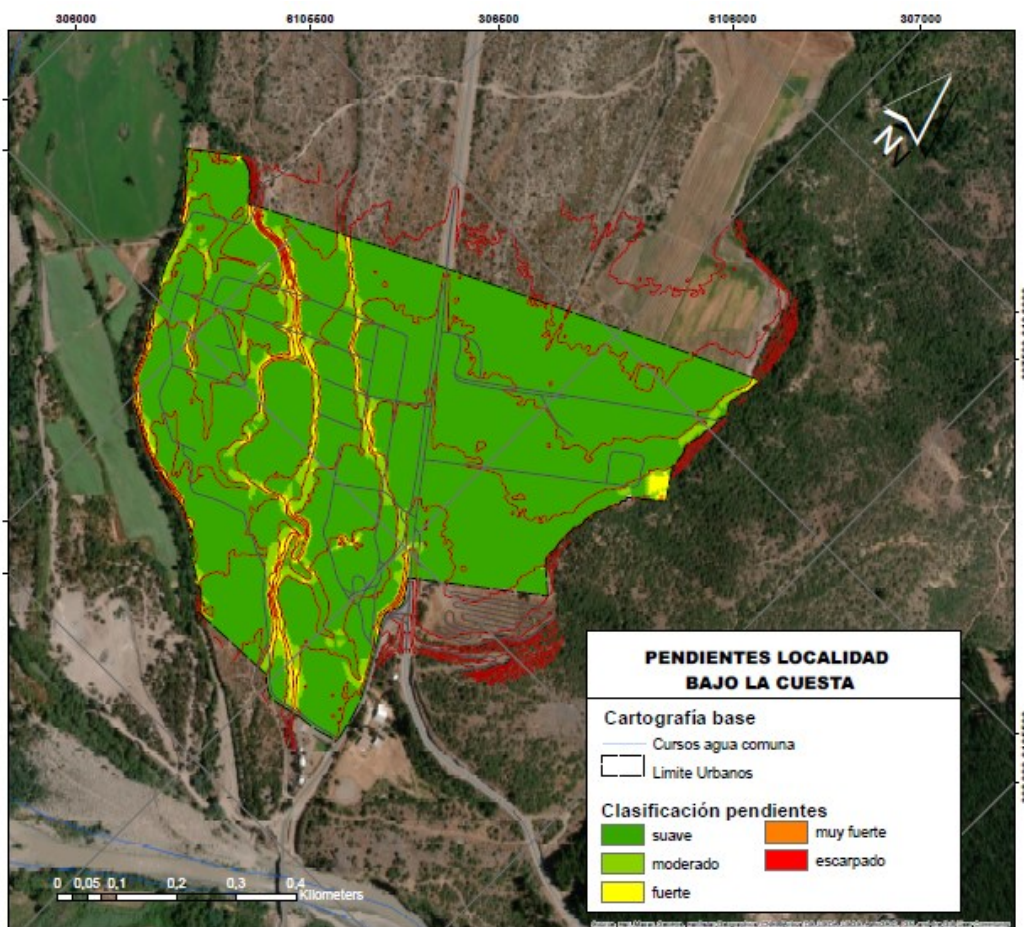 306000 6105500 306500 6106000 307000
N
PENDIENTES LOCALIDAD
BAJO LA CUESTA
Cartografía base
Cursos agua comuna
Limite Urbanos
Clasificación pendientes
suave
muy fuerte
moderado
escarpado
fuerte
0 0,05 0,1 0,2 0,3 0,4
Kilometers